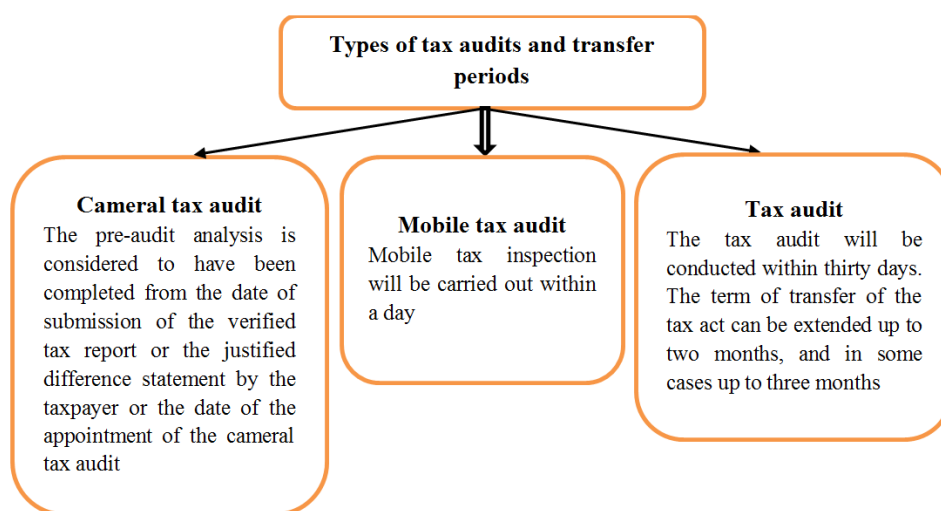 Types of tax audits and transfer
periods
Cameral tax audit
The pre-audit analysis is
considered to have been
completed from the date of
submission of the verified
tax report or the justified
difference statement by the
taxpayer or the date of the
appointment of the cameral
tax audit
Mobile tax audit
Mobile tax inspection
will be carried out within
a day
Tax audit
The tax audit will be
conducted within thirty days.
The term of transfer of the
tax act can be extended up to
two months, and in some
cases up to three months